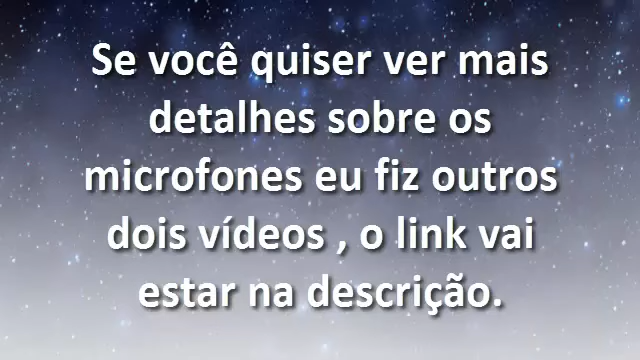 Se você quiser ver mais
detalhes sobre os
microfones eu fiz outros
dois vídeos , o link vai
estar na descrição.